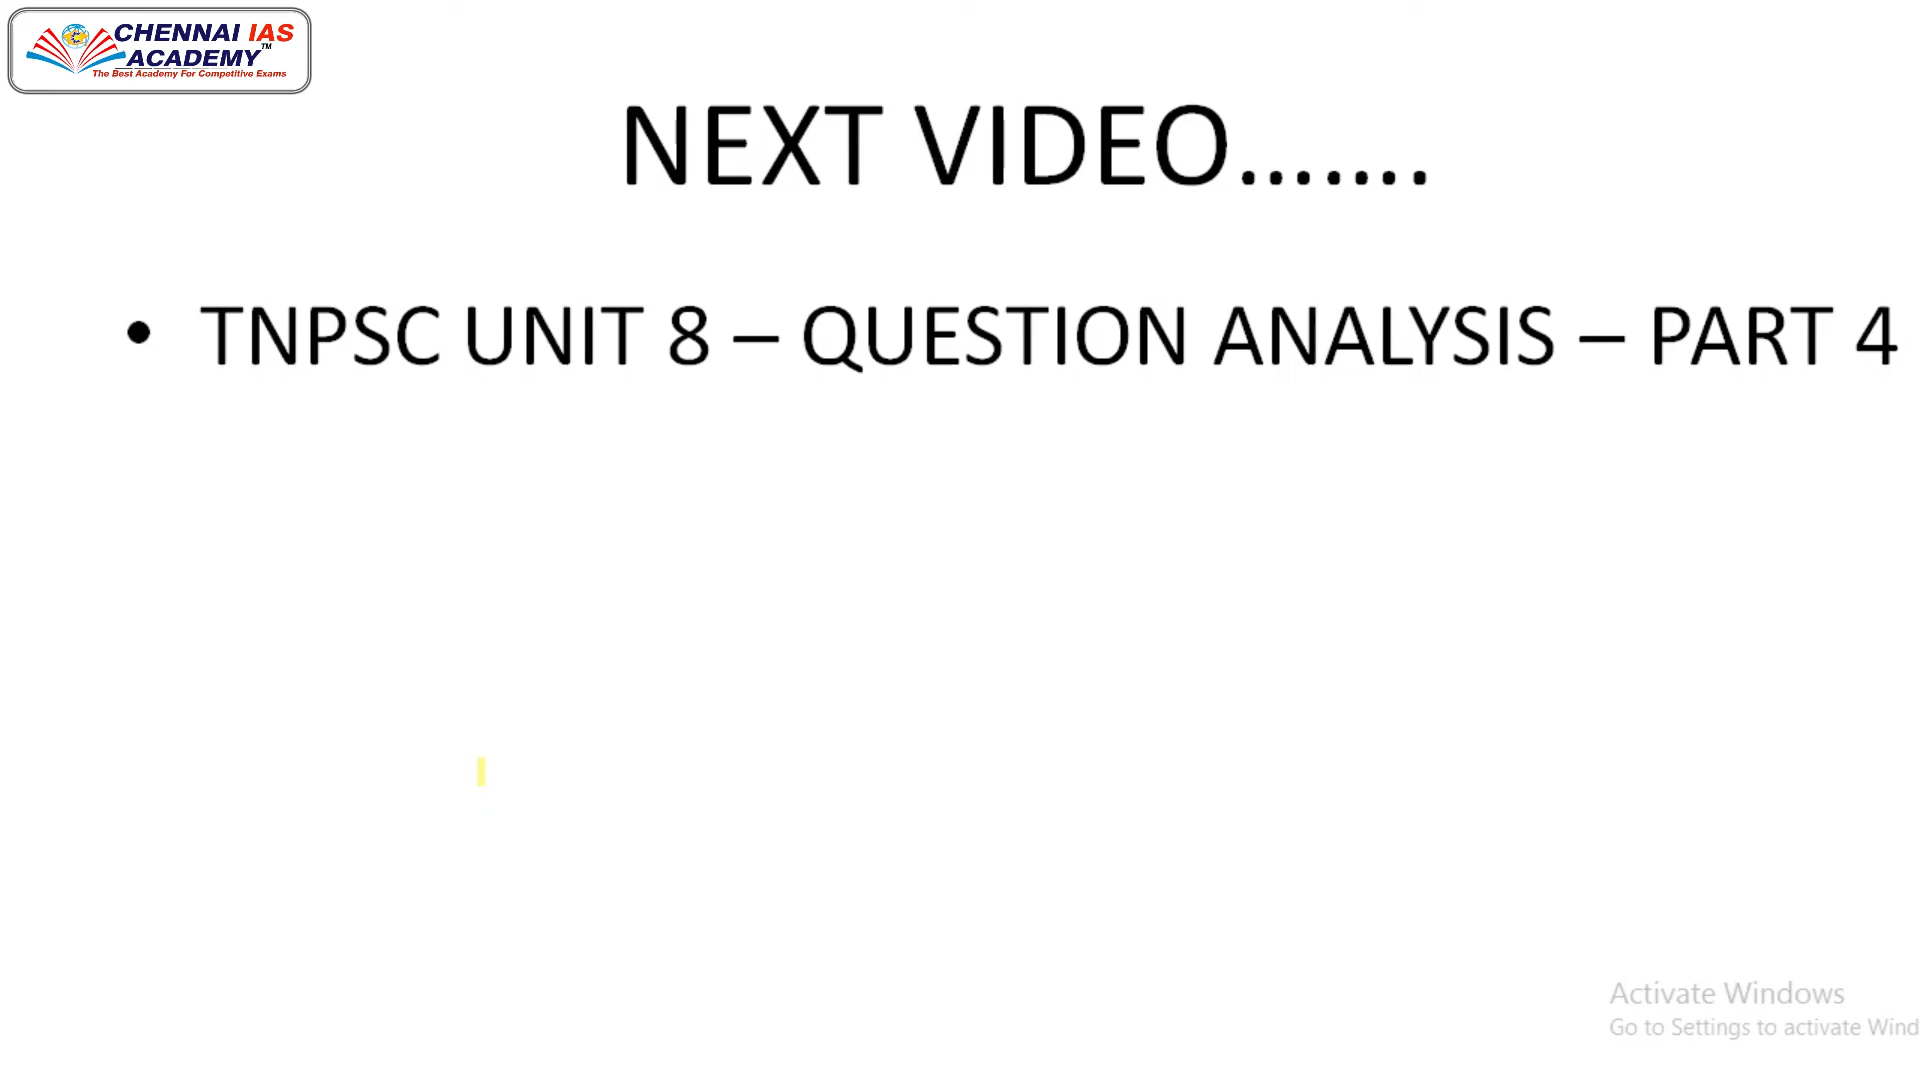 CHENNAI IAS
ACADEMY™
The Best Academy For Competitive Exams
NEXT VIDEO.......
• TNPSC UNIT 8 – QUESTION ANALYSIS – PART 4
Activate Windows
Go to Settings to activate Wind